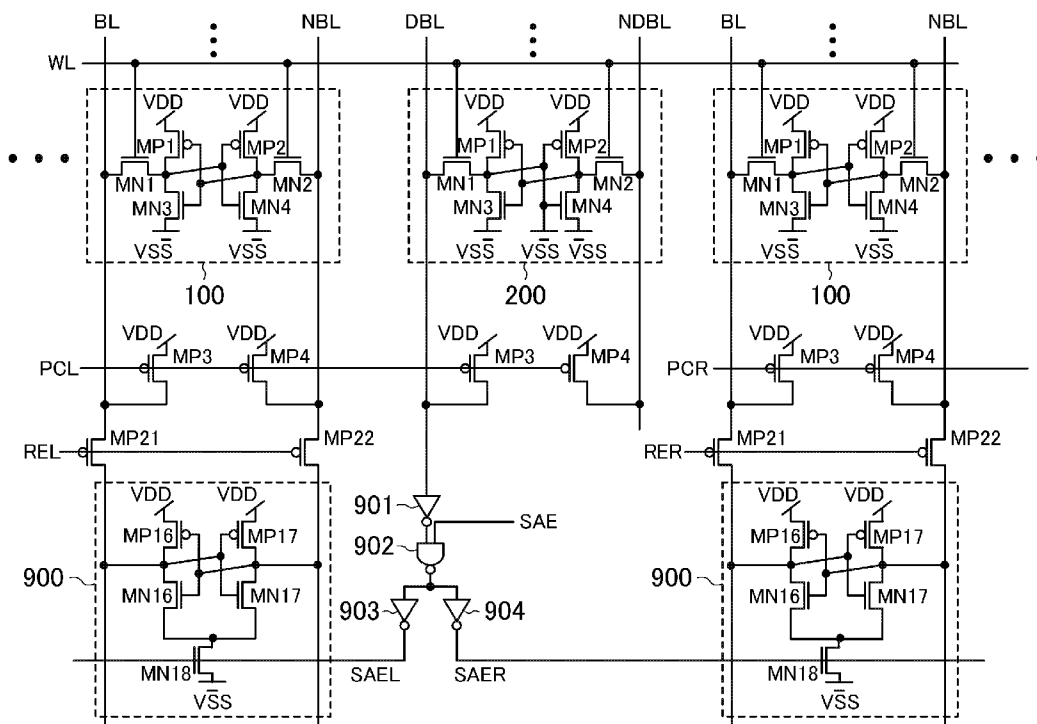 BL NBL DBL NDBL BL NBL
WL
VDD VDD VDD VDD VDD VDD
MP1 MP2 MP1 MP2 MP1 MP2
MN1 MN2 MN1 MN2 MN1 MN2
MN3 MN4 MN3 MN4 MN3 MN4
VSS VSS VSS VSS VSS VSS VSS
100 200 100
VDD VDD VDD VDD VDD VDD
PCL MP3 MP4 MP3 MP4 PCR MP3 MP4
REL MP21 MP22 RER MP21 MP22
VDD VDD 901 VDD VDD
MP16 MP17 902 SAE MP16 MP17
900 900
MN16 MN17 903 904 MN16 MN17
MN18 SAEL SAER MN18
VSS VSS